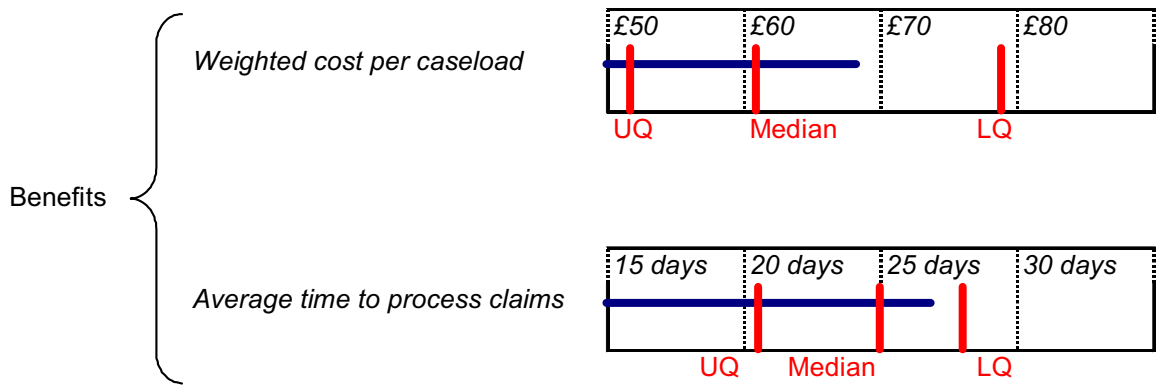 £50 £60 £70 £80
Weighted cost per caseload
UQ Median LQ
Benefits
15 days 20 days 25 days 30 days
Average time to process claims
UQ Median LQ